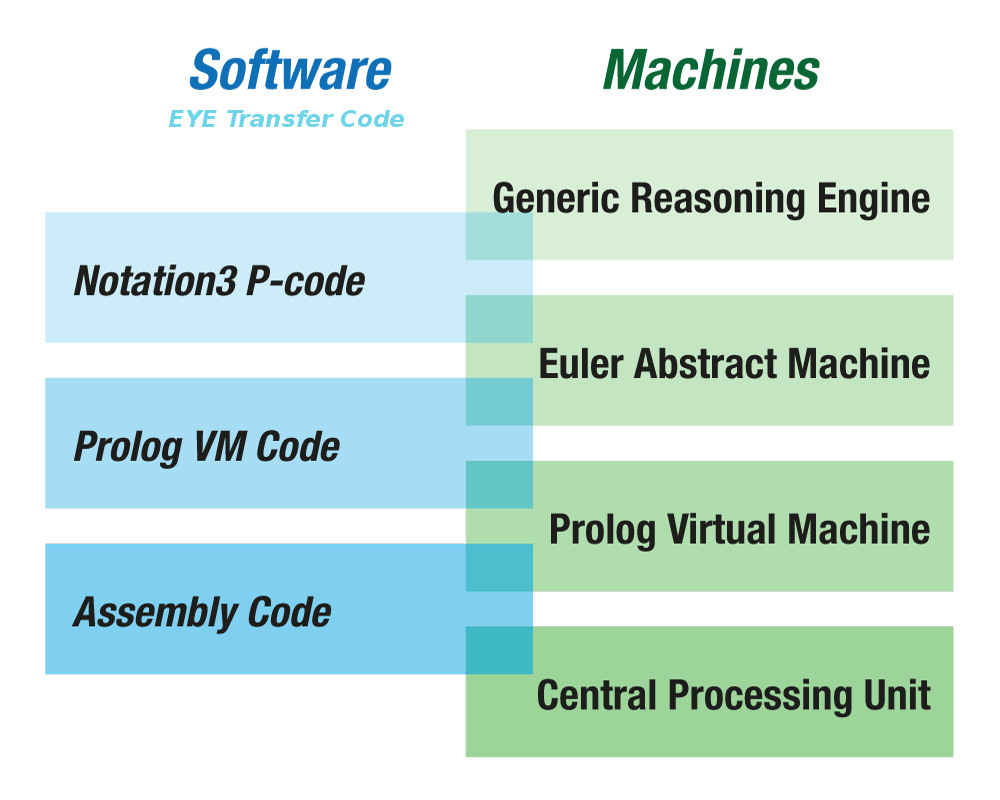 Software
Machines
EYE Transfer Code
Generic Reasoning Engine
Notation3 P-code
Euler Abstract Machine
Prolog VM Code
Prolog Virtual Machine
Assembly Code
Central Processing Unit